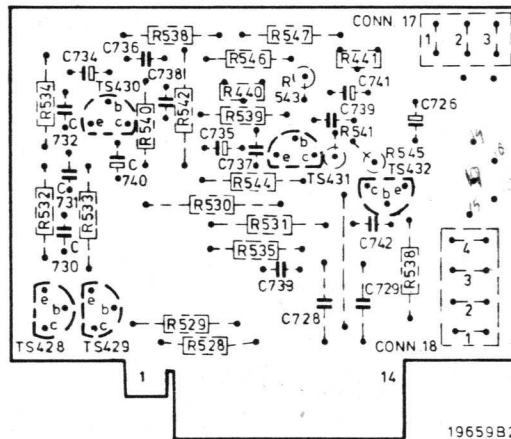 CONN 17
R538
R547
C736
C734
R546
R441
1 2 3
TS430
C738
R
543
C741
R534
R440
C726
b
e c
R540
R542
R539
C739
C
732
C735
b
R541
C
740
C737
e c
TS431
R545
TS432
C
731
R544
c b e
R532
R533
R530
C
730
R531
C742
R538
4
R535
C739
3
e b c
e b c
C728
C729
2
R529
1
TS428
TS429
R528
CONN 18
1
14
19659B2